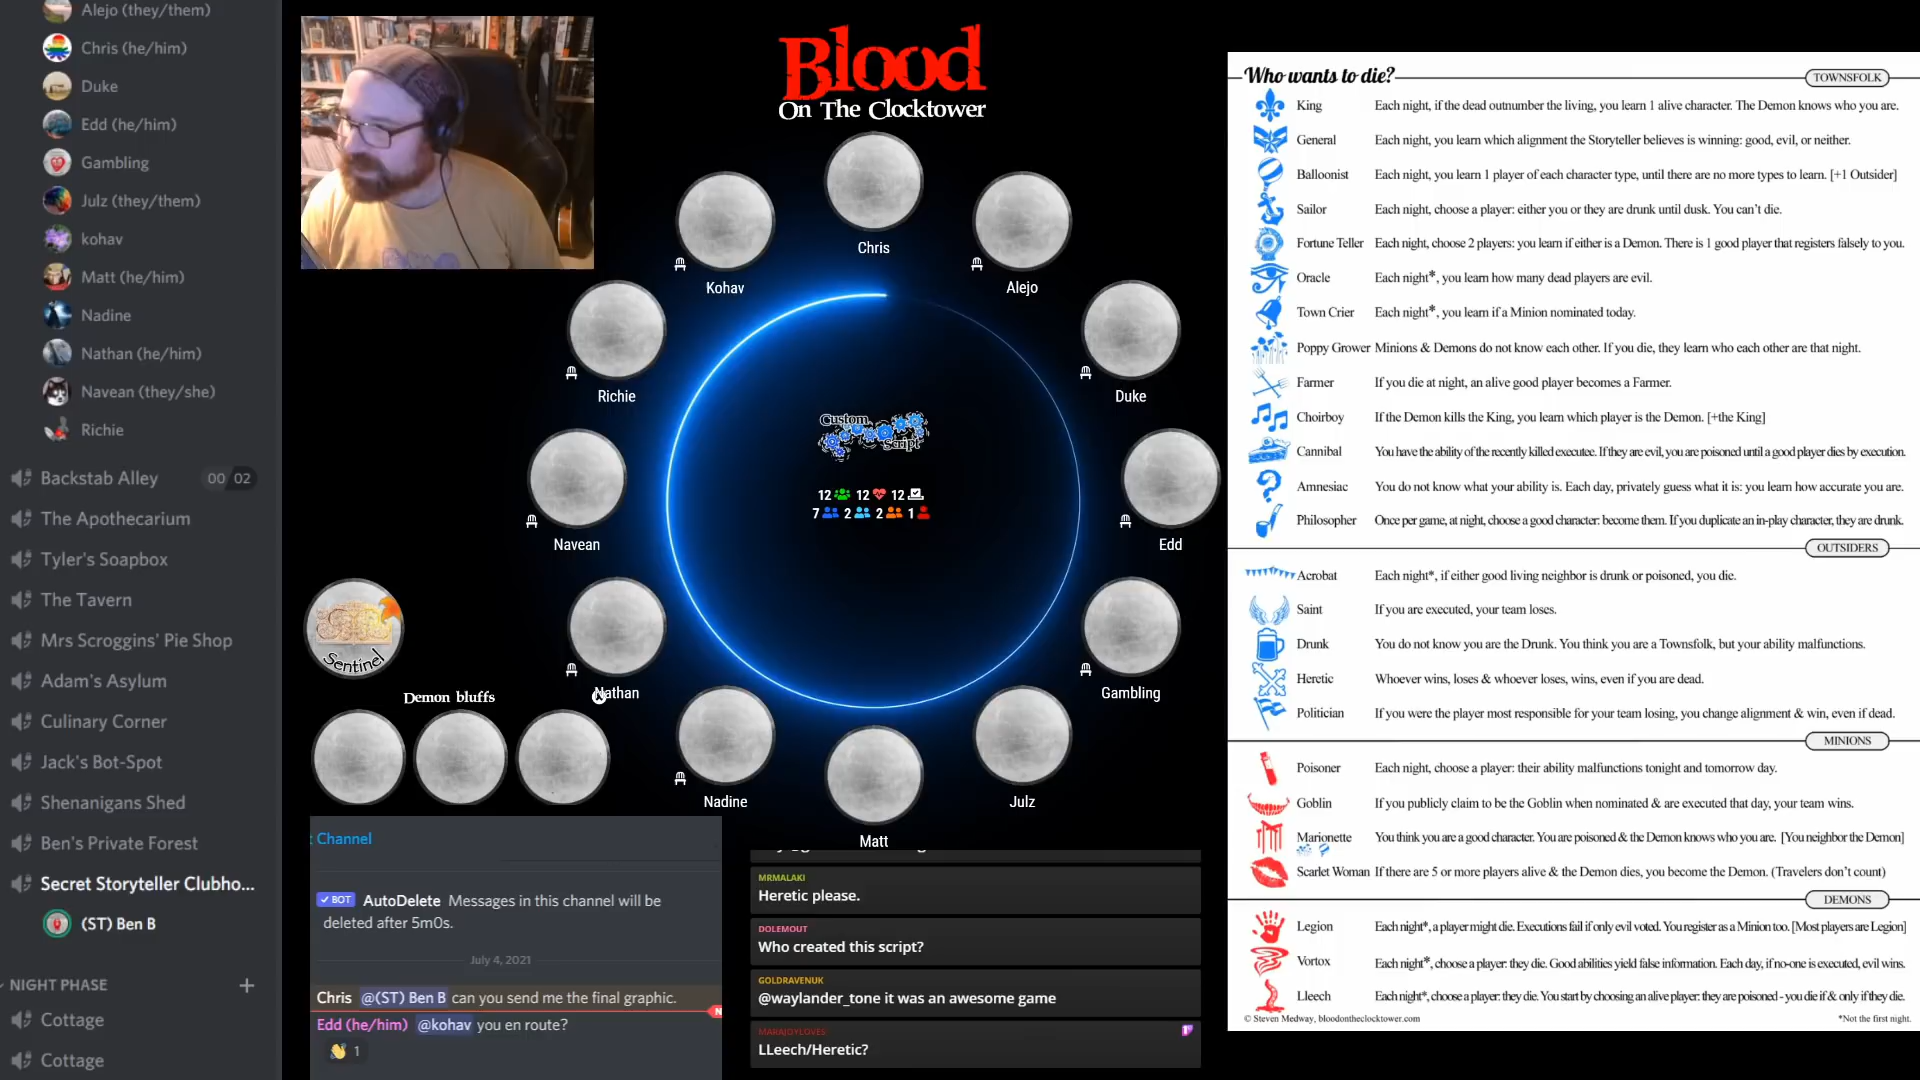 Alejo (they/them)
Chris (he/him)
Duke
Edd (he/him)
Gambling
Julz (they/them)
kohav
Matt (he/him)
Nadine
Nathan (he/him)
Navean (they/she)
Richie
Backstab Alley 00 02
The Apothecarium
Tyler's Soapbox
The Tavern
Mrs Scroggins' Pie Shop
Adam's Asylum
Culinary Corner
Jack's Bot-Spot
Shenanigans Shed
Ben's Private Forest
Secret Storyteller Clubho...
(ST) Ben B
NIGHT PHASE
Cottage
Cottage
Blood
On The Clocktower
Chris
Kohav
Alejo
Richie
Duke
Navean
Edd
Nathan
Gambling
Nadine
Julz
Matt
Custom
Script
12 12 12
7 2 2 1
Sentinel
Demon bluffs
Channel
BOT AutoDelete Messages in this channel will be
deleted after 5m0s.
July 4, 2021
Chris @(ST) Ben B can you send me the final graphic.
Edd (he/him) @kohav you en route?
1
MRMALAKI
Heretic please.
DOLEMOUT
Who created this script?
GOLDRAVENUK
@waylander_tone it was an awesome game
MARAJOYLOVES
LLeech/Heretic?
Who wants to die?
TOWNSFOLK
King Each night, if the dead outnumber the living, you learn 1 alive character. The Demon knows who you are.
General Each night, you learn which alignment the Storyteller believes is winning: good, evil, or neither.
Balloonist Each night, you learn 1 player of each character type, until there are no more types to learn. [+1 Outsider]
Sailor Each night, choose a player: either you or they are drunk until dusk. You can't die.
Fortune Teller Each night, choose 2 players: you learn if either is a Demon. There is 1 good player that registers falsely to you.
Oracle Each night*, you learn how many dead players are evil.
Town Crier Each night*, you learn if a Minion nominated today.
Poppy Grower Minions & Demons do not know each other. If you die, they learn who each other are that night.
Farmer If you die at night, an alive good player becomes a Farmer.
Choirboy If the Demon kills the King, you learn which player is the Demon. [+the King]
Cannibal You have the ability of the recently killed executee. If they are evil, you are poisoned until a good player dies by execution.
Amnesiac You do not know what your ability is. Each day, privately guess what it is: you learn how accurate you are.
Philosopher Once per game, at night, choose a good character: become them. If you duplicate an in-play character, they are drunk.
OUTSIDERS
Acrobat Each night*, if either good living neighbor is drunk or poisoned, you die.
Saint If you are executed, your team loses.
Drunk You do not know you are the Drunk. You think you are a Townsfolk, but your ability malfunctions.
Heretic Whoever wins, loses & whoever loses, wins, even if you are dead.
Politician If you were the player most responsible for your team losing, you change alignment & win, even if dead.
MINIONS
Poisoner Each night, choose a player: their ability malfunctions tonight and tomorrow day.
Goblin If you publicly claim to be the Goblin when nominated & are executed that day, your team wins.
Marionette You think you are a good character. You are poisoned & the Demon knows who you are. [You neighbor the Demon]
Scarlet Woman If there are 5 or more players alive & the Demon dies, you become the Demon. (Travelers don't count)
DEMONS
Legion Each night*, a player might die. Executions fail if only evil voted. You register as a Minion too. [Most players are Legion]
Vortox Each night*, choose a player: they die. Good abilities yield false information. Each day, if no-one is executed, evil wins.
Lleech Each night*, choose a player: they die. You start by choosing an alive player: they are poisoned - you die if & only if they die.
© Steven Medway, bloodontheclocktower.com *Not the first night.